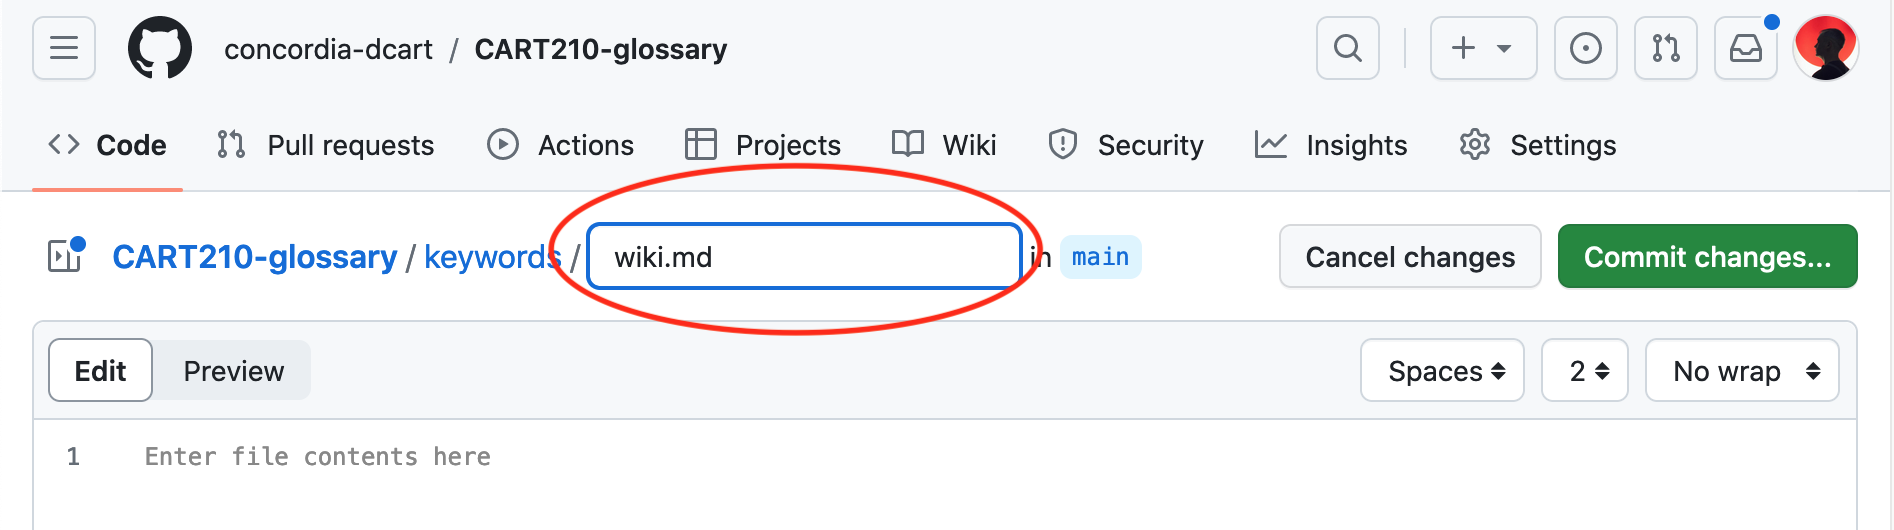 concordia-dcart / CART210-glossary
Code Pull requests Actions Projects Wiki Security Insights Settings
CART210-glossary / keywords / wiki.md in main Cancel changes Commit changes...
Edit Preview Spaces 2 No wrap
1 Enter file contents here